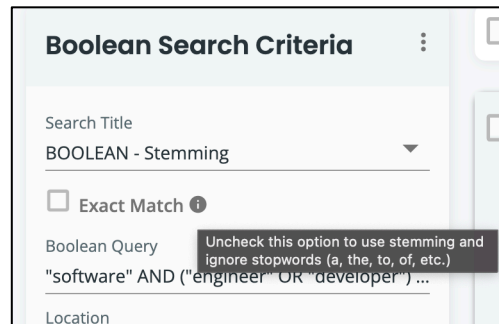 Boolean Search Criteria
Search Title
BOOLEAN - Stemming
Exact Match
Uncheck this option to use stemming and
ignore stopwords (a, the, to, of, etc.)
Boolean Query
"software" AND ("engineer" OR "developer") ...
Location